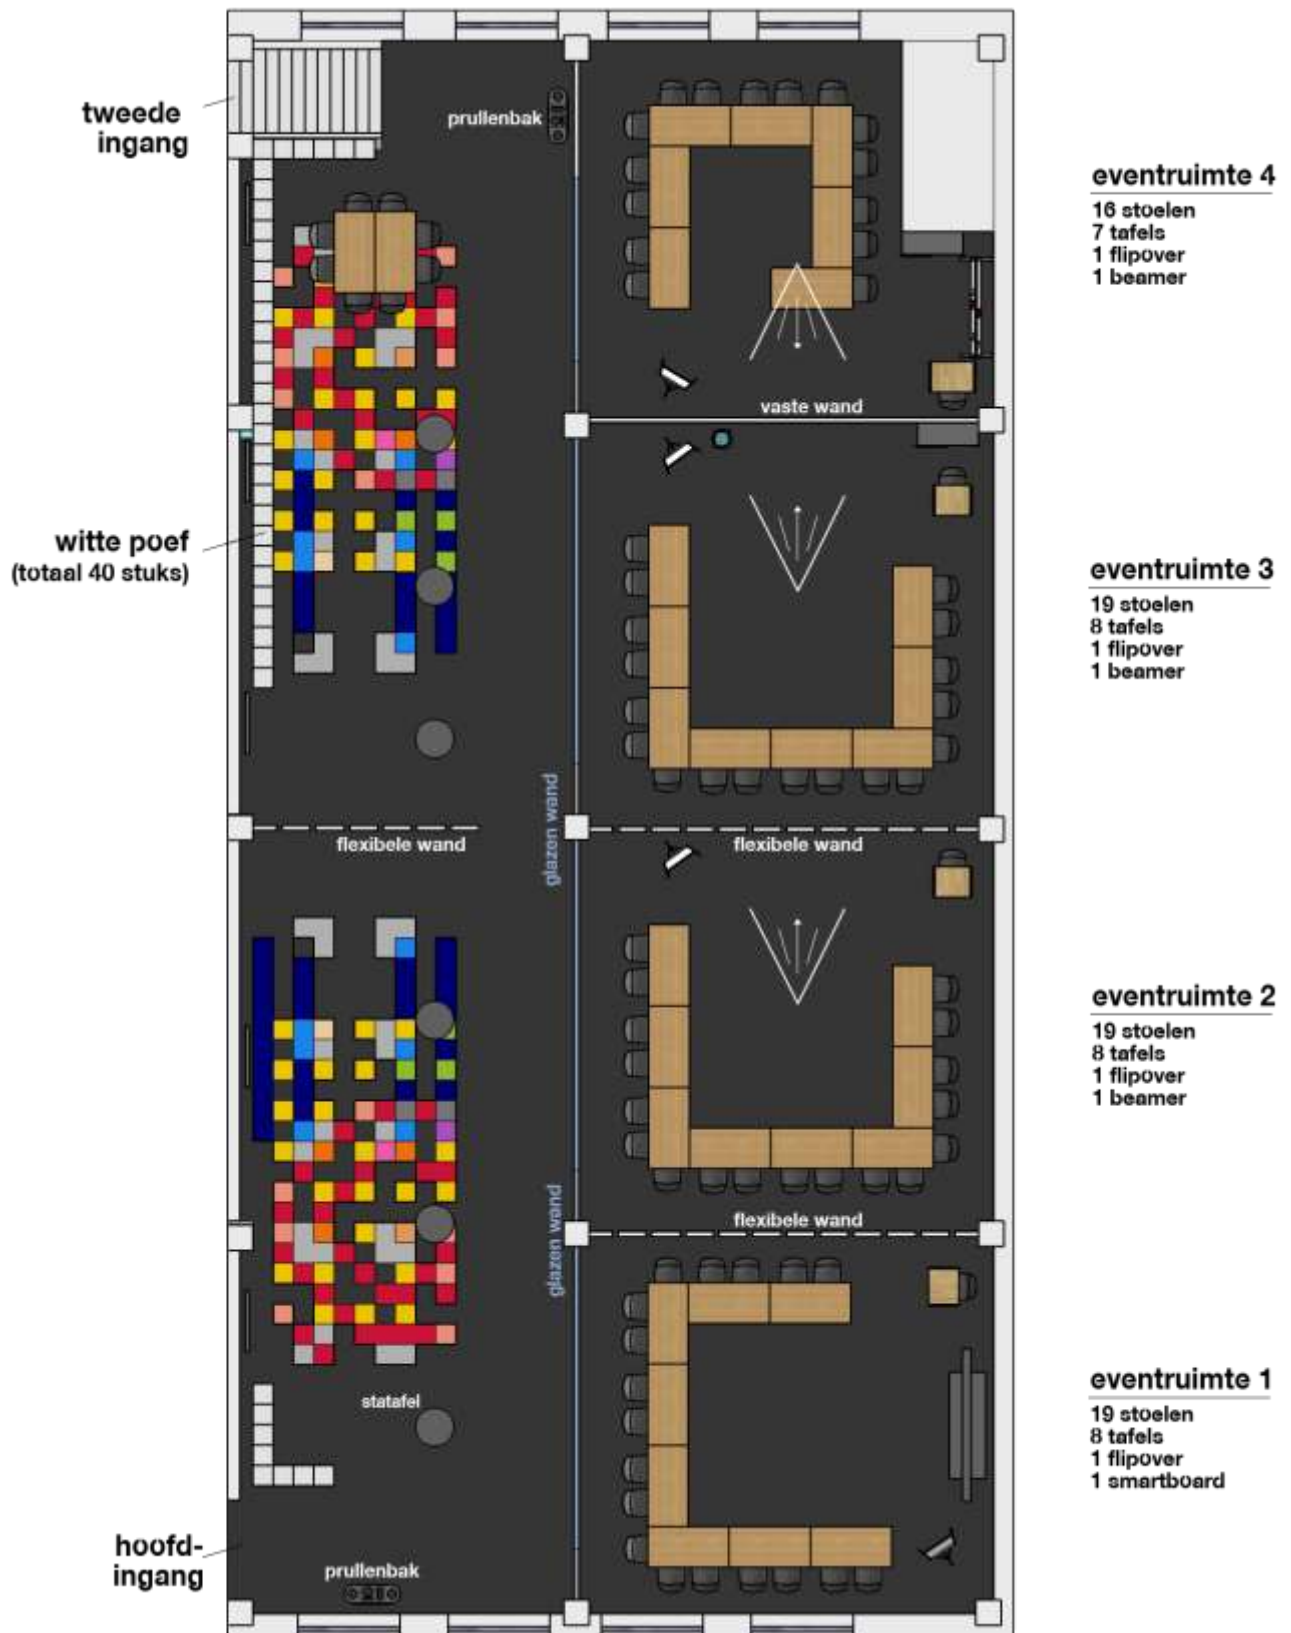 tweede
ingang
prullenbak
eventruimte 4
16 stoelen
7 tafels
1 flipover
1 beamer
vaste wand
witte poef
(totaal 40 stuks)
eventruimte 3
19 stoelen
8 tafels
1 flipover
1 beamer
glazen wand
flexibele wand
flexibele wand
eventruimte 2
19 stoelen
8 tafels
1 flipover
1 beamer
glazen wand
flexibele wand
eventruimte 1
19 stoelen
8 tafels
1 flipover
1 smartboard
statafel
hoofd-
ingang
prullenbak